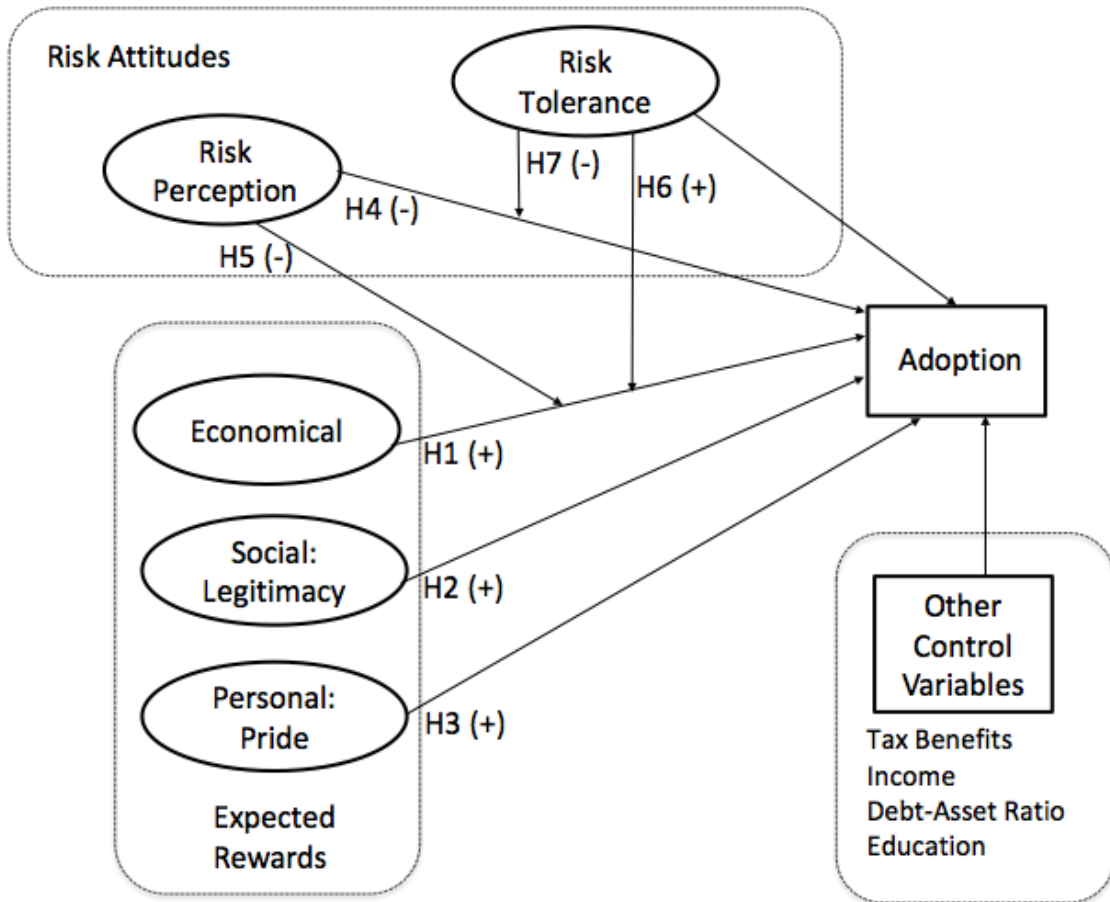 Risk Attitudes
Risk
Tolerance
Risk
Perception
H7 (-)
H6 (+)
H4 (-)
H5 (-)
Adoption
Economical
H1 (+)
Social:
Legitimacy
H2 (+)
Personal:
Pride
H3 (+)
Expected
Rewards
Other
Control
Variables
Tax Benefits
Income
Debt-Asset Ratio
Education